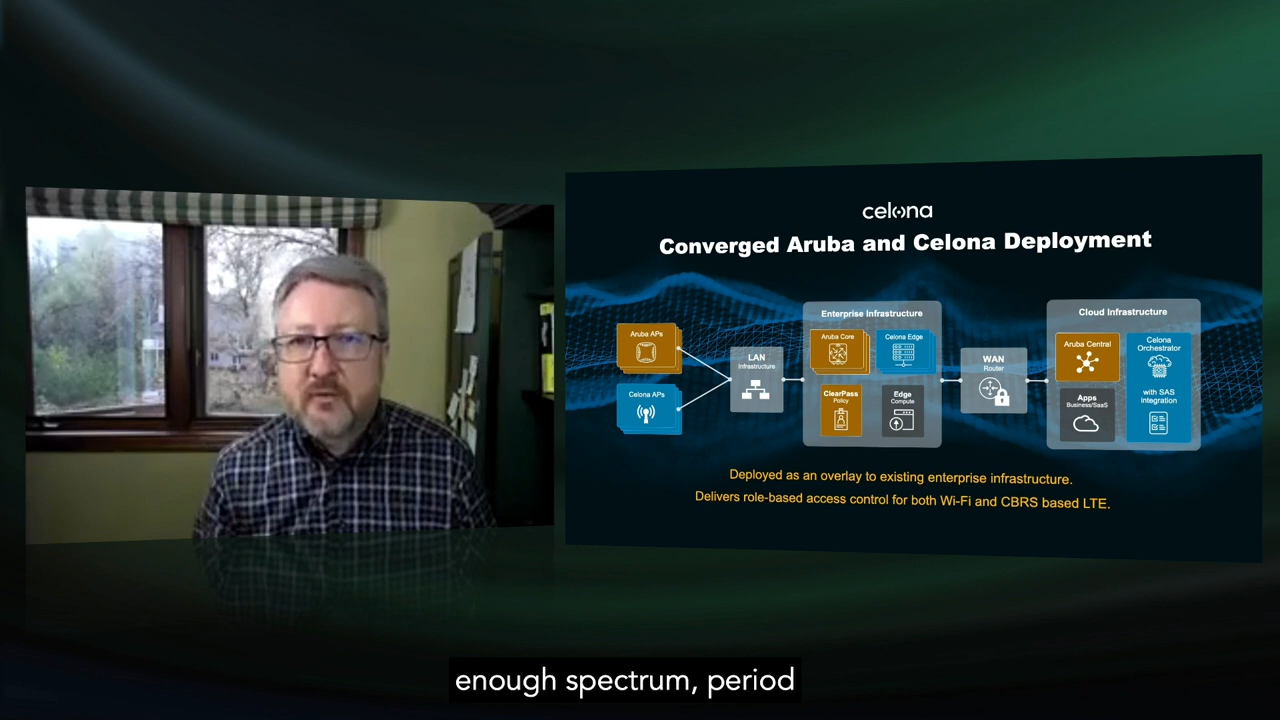 celona
Converged Aruba and Celona Deployment
Aruba APs
Celona APs
LAN
Infrastructure
Enterprise Infrastructure
Aruba Core
Celona Edge
ClearPass
Policy
Edge
Compute
WAN
Router
Cloud Infrastructure
Aruba Central
Apps
Business/SaaS
Celona
Orchestrator
with SAS
integration
Deployed as an overlay to existing enterprise infrastructure.
Delivers role-based access control for both Wi-Fi and CBRS based LTE.
enough spectrum, period